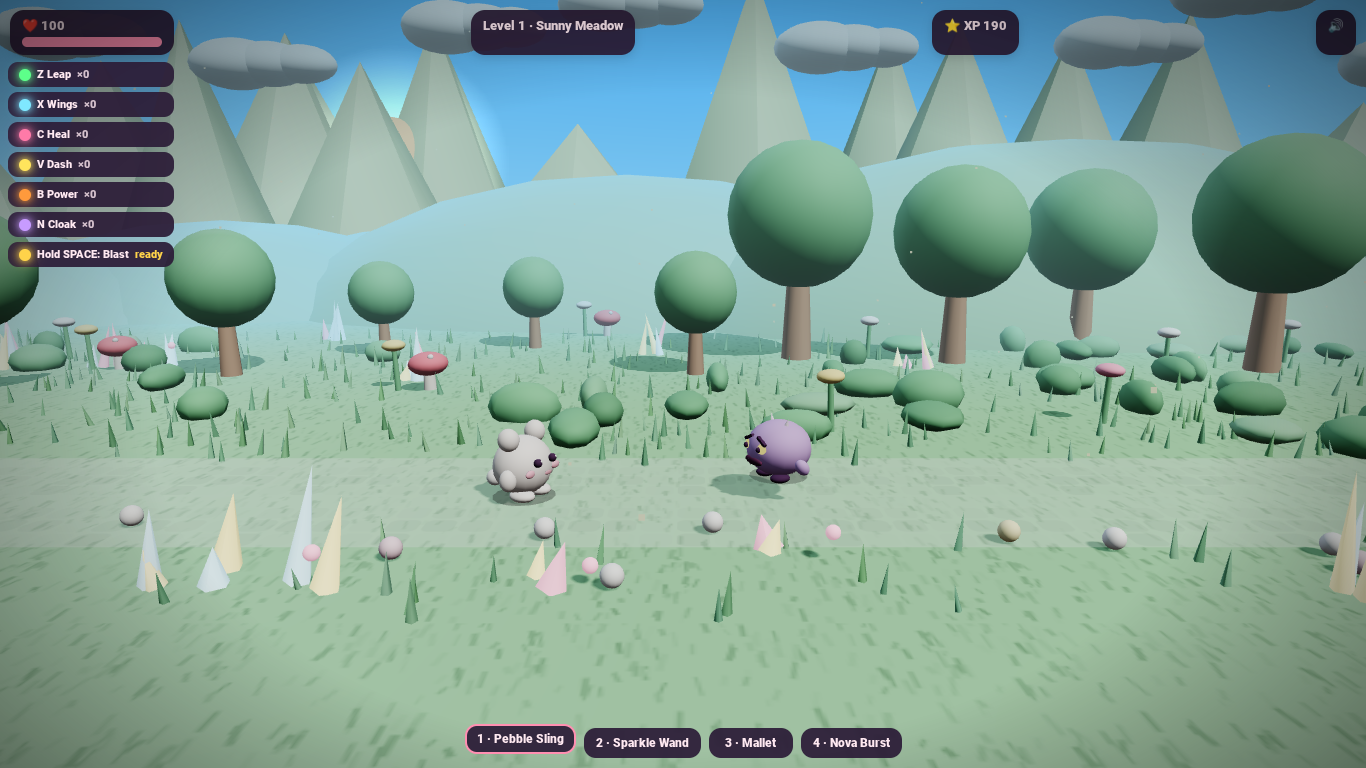 ❤️ 100
Level 1 · Sunny Meadow
⭐ XP 190
Z Leap ×0
X Wings ×0
C Heal ×0
V Dash ×0
B Power ×0
N Cloak ×0
Hold SPACE: Blast ready
1 · Pebble Sling
2 · Sparkle Wand
3 · Mallet
4 · Nova Burst